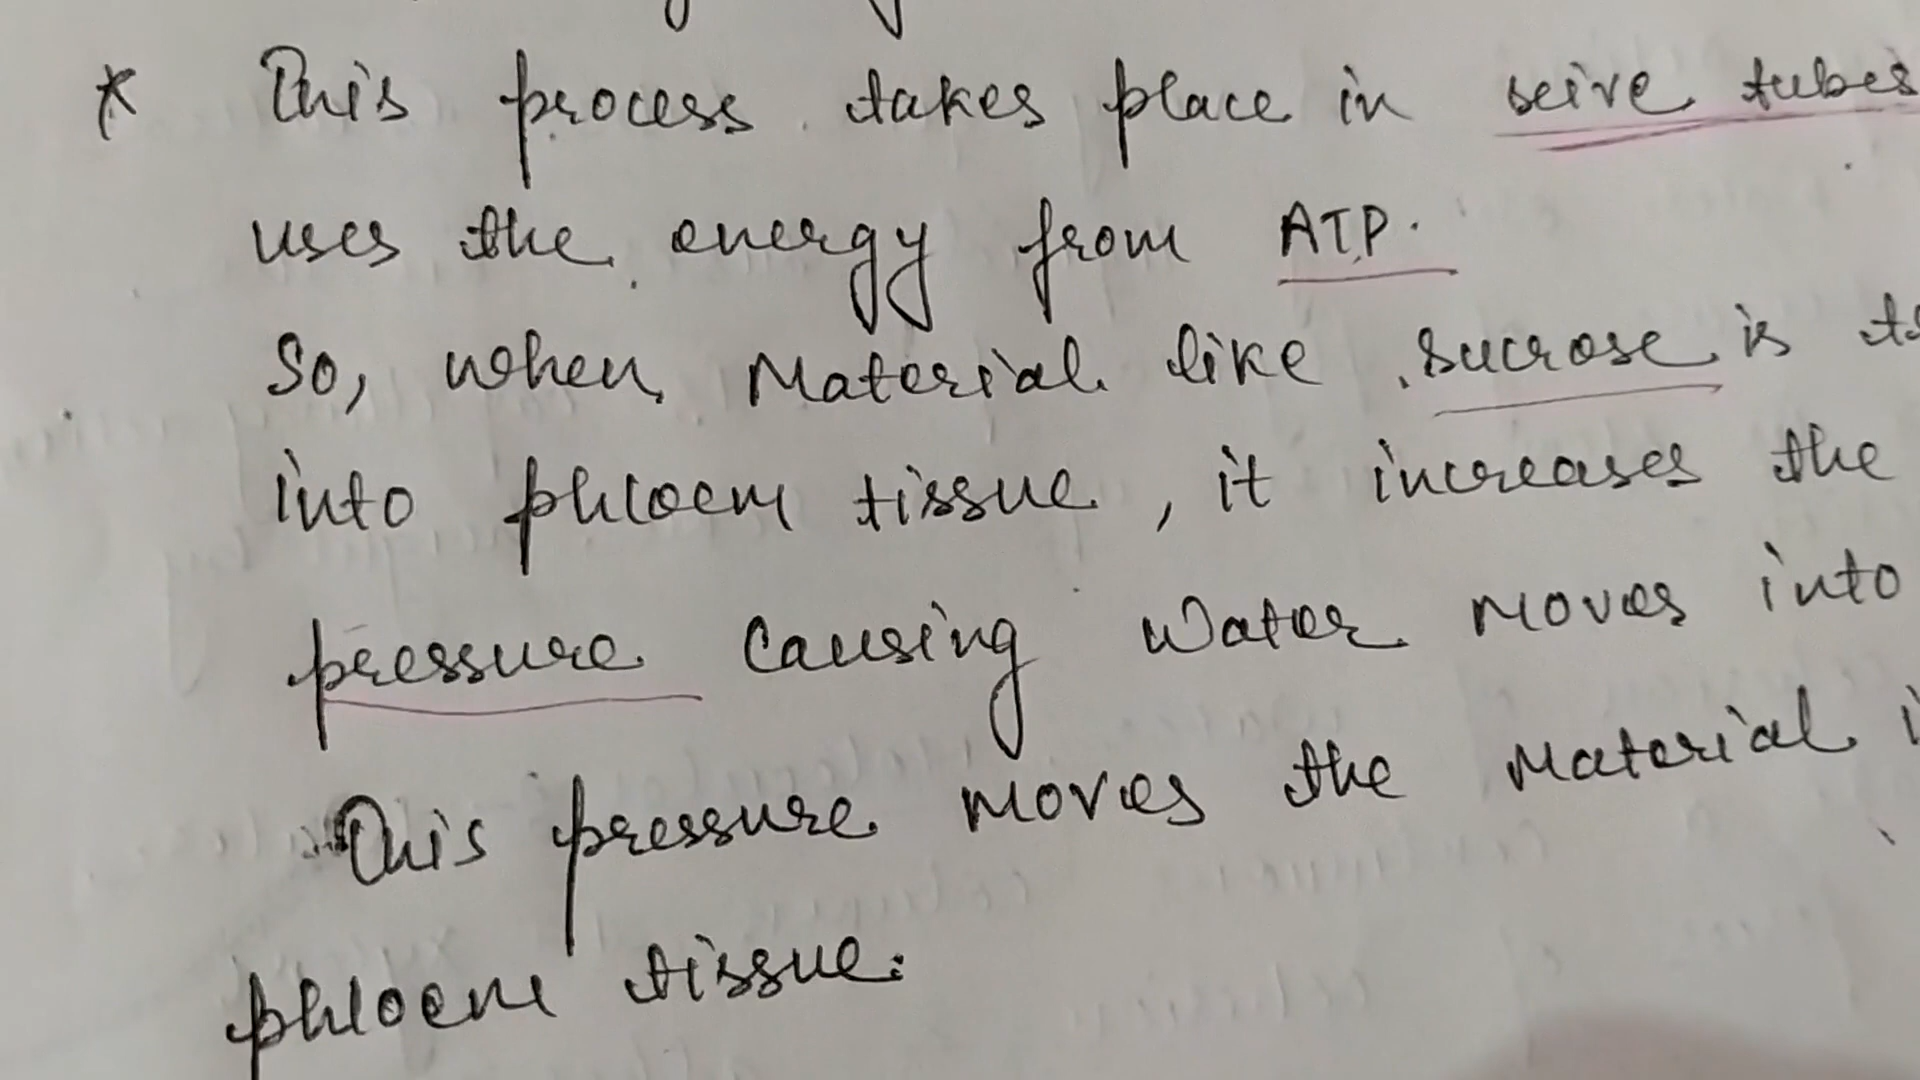 * This process takes place in seive tubes
uses the energy from ATP.
So, when Material like sucrose is
into phloem tissue, it increases the
pressure causing water moves into
This pressure moves the Material
phloem tissue.